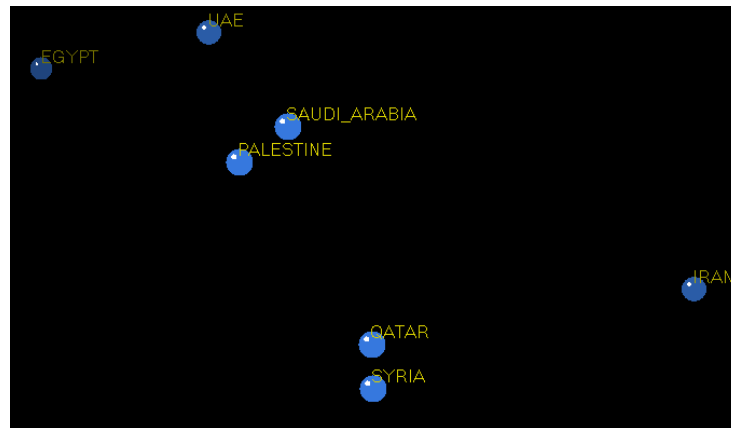 UAE
EGYPT
SAUDI_ARABIA
PALESTINE
IRAN
QATAR
SYRIA